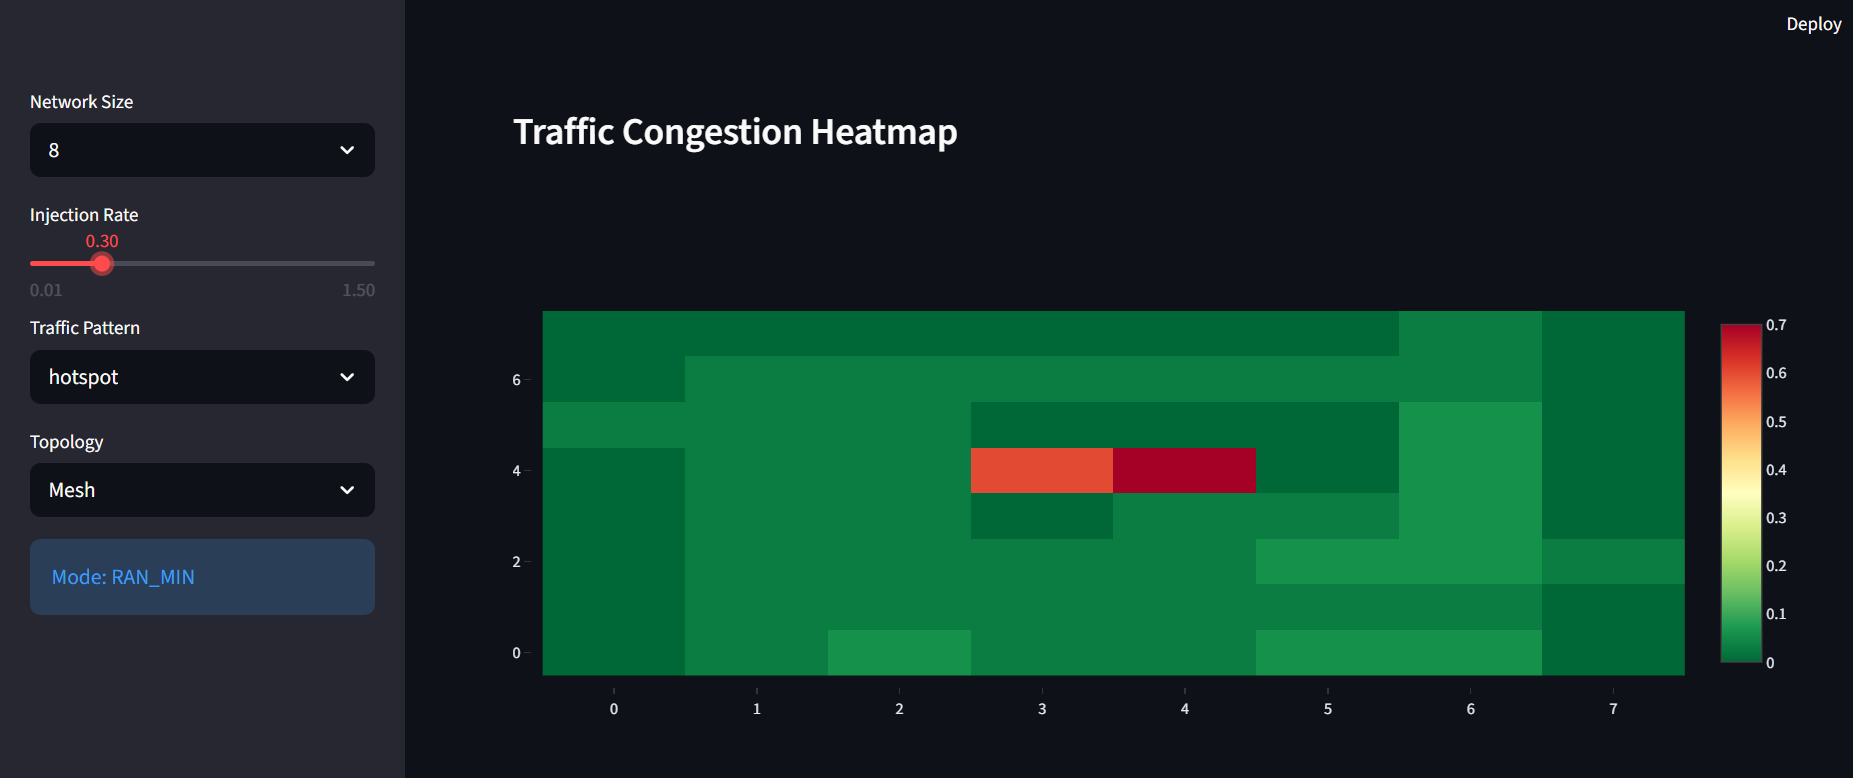 Deploy
Network Size
8
Injection Rate
0.30
0.01 1.50
Traffic Pattern
hotspot
Topology
Mesh
Mode: RAN_MIN
Traffic Congestion Heatmap
6
4
2
0
0 1 2 3 4 5 6 7
0.7
0.6
0.5
0.4
0.3
0.2
0.1
0